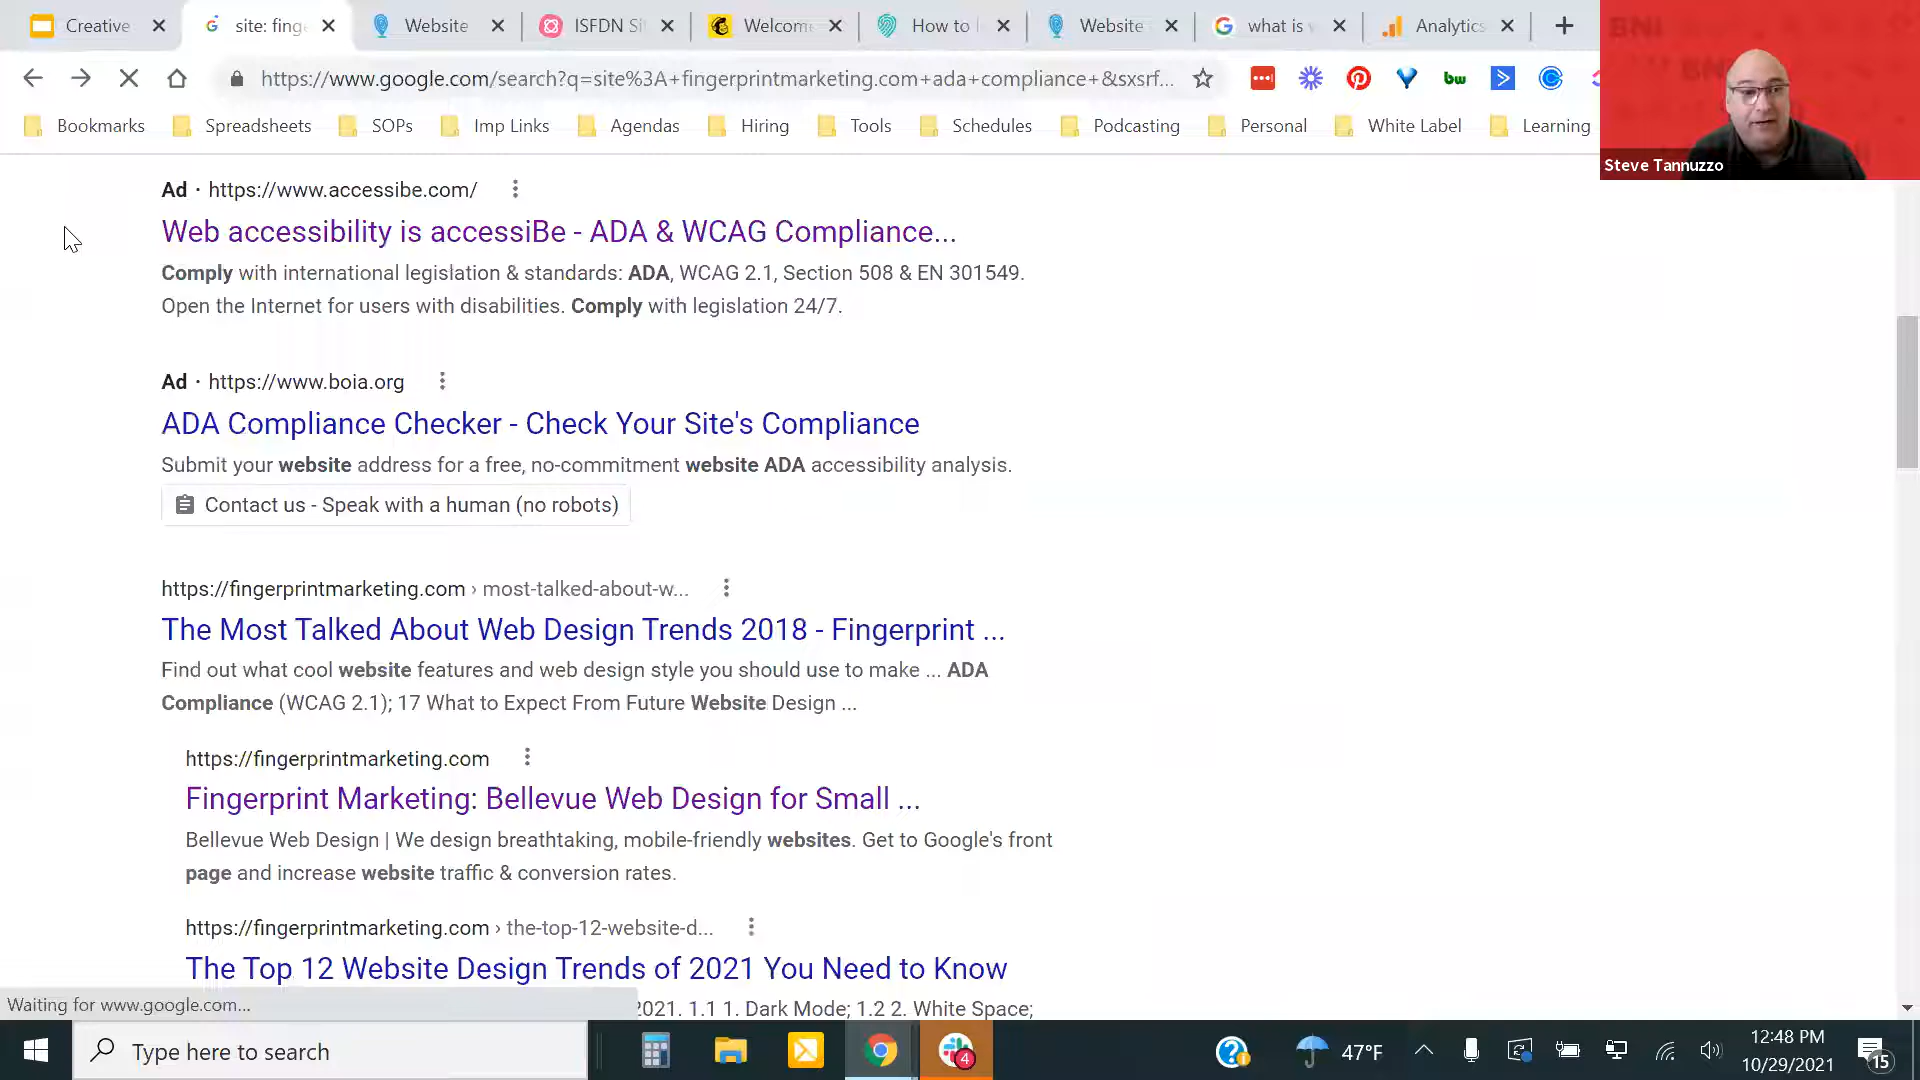 Creative
site: fing
Website
ISFDN Si
Welcome
How to
Website
what is
Analytics
https://www.google.com/search?q=site%3A+fingerprintmarketing.com+ada+compliance+&sxsrf...
bw
BNI
Bookmarks
Spreadsheets
SOPs
Imp Links
Agendas
Hiring
Tools
Schedules
Podcasting
Personal
White Label
Learning
Steve Tannuzzo
Ad · https://www.accessibe.com/
Web accessibility is accessiBe - ADA & WCAG Compliance...
Comply with international legislation & standards: ADA, WCAG 2.1, Section 508 & EN 301549.
Open the Internet for users with disabilities. Comply with legislation 24/7.
Ad · https://www.boia.org
ADA Compliance Checker - Check Your Site's Compliance
Submit your website address for a free, no-commitment website ADA accessibility analysis.
Contact us - Speak with a human (no robots)
https://fingerprintmarketing.com › most-talked-about-w...
The Most Talked About Web Design Trends 2018 - Fingerprint ...
Find out what cool website features and web design style you should use to make ... ADA
Compliance (WCAG 2.1); 17 What to Expect From Future Website Design ...
https://fingerprintmarketing.com
Fingerprint Marketing: Bellevue Web Design for Small ...
Bellevue Web Design | We design breathtaking, mobile-friendly websites. Get to Google's front
page and increase website traffic & conversion rates.
https://fingerprintmarketing.com › the-top-12-website-d...
The Top 12 Website Design Trends of 2021 You Need to Know
Waiting for www.google.com...
2021. 1.1 1. Dark Mode; 1.2 2. White Space;
Type here to search
4
47°F
12:48 PM
10/29/2021
15